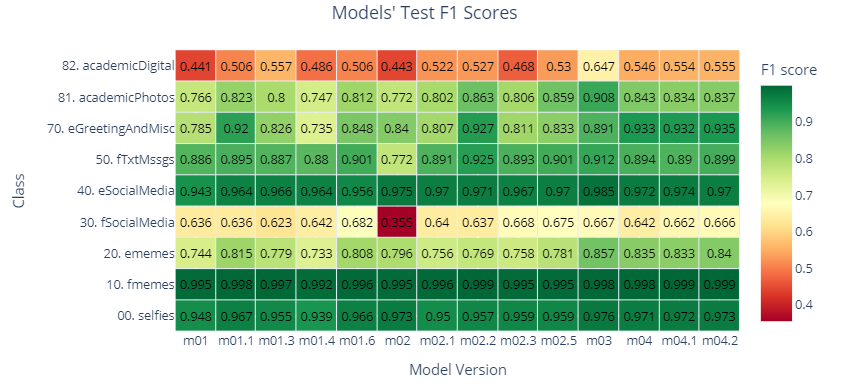 Models' Test F1 Scores
82. academicDigital 0.441 0.506 0.557 0.486 0.506 0.443 0.522 0.527 0.468 0.53 0.647 0.546 0.554 0.555
81. academicPhotos 0.766 0.823 0.8 0.747 0.812 0.772 0.802 0.863 0.806 0.859 0.908 0.843 0.834 0.837
70. eGreetingAndMisc 0.785 0.92 0.826 0.735 0.848 0.84 0.807 0.927 0.811 0.833 0.891 0.933 0.932 0.935
50. fTxtMssgs 0.886 0.895 0.887 0.88 0.901 0.772 0.891 0.925 0.893 0.901 0.912 0.894 0.89 0.899
40. eSocialMedia 0.943 0.964 0.966 0.964 0.956 0.975 0.97 0.971 0.967 0.97 0.985 0.972 0.974 0.97
30. fSocialMedia 0.636 0.636 0.623 0.642 0.682 0.355 0.64 0.637 0.668 0.675 0.667 0.642 0.662 0.666
20. ememes 0.744 0.815 0.779 0.733 0.808 0.796 0.756 0.769 0.758 0.781 0.857 0.835 0.833 0.84
10. fmemes 0.995 0.998 0.997 0.992 0.996 0.995 0.995 0.996 0.995 0.995 0.998 0.998 0.999 0.999
00. selfies 0.948 0.967 0.955 0.939 0.966 0.973 0.95 0.957 0.959 0.959 0.976 0.971 0.972 0.973
m01 m01.1 m01.3 m01.4 m01.6 m02 m02.1 m02.2 m02.3 m02.5 m03 m04 m04.1 m04.2
Model Version
Class
F1 score
0.9
0.8
0.7
0.6
0.5
0.4